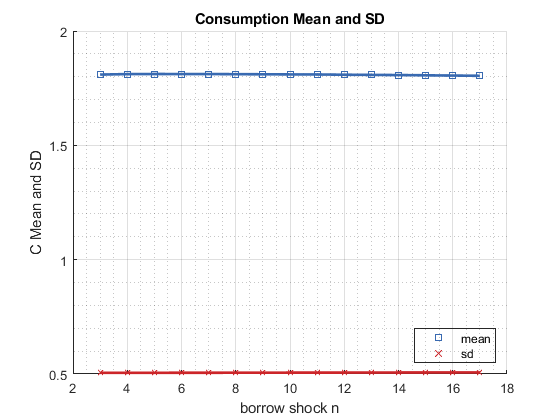 Consumption Mean and SD
2
1.5
1
0.5
C Mean and SD
2 4 6 8 10 12 14 16 18
borrow shock n
mean
sd